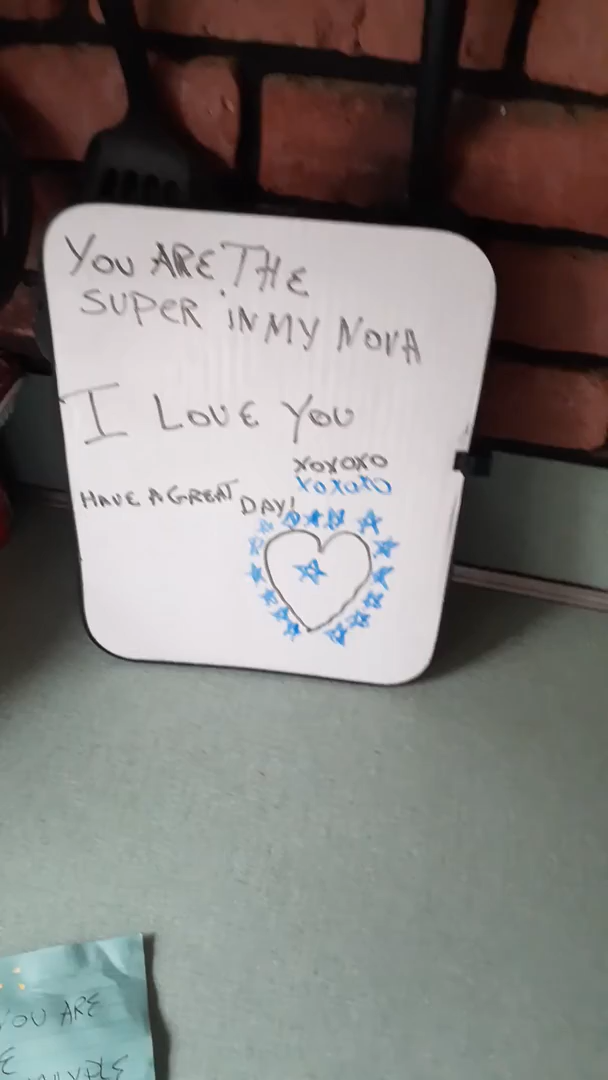 YOU ARE THE
SUPER IN MY NOVA
I LOVE YOU
XOXOXO
XOXOXO
HAVE A GREAT DAY!
YOU ARE